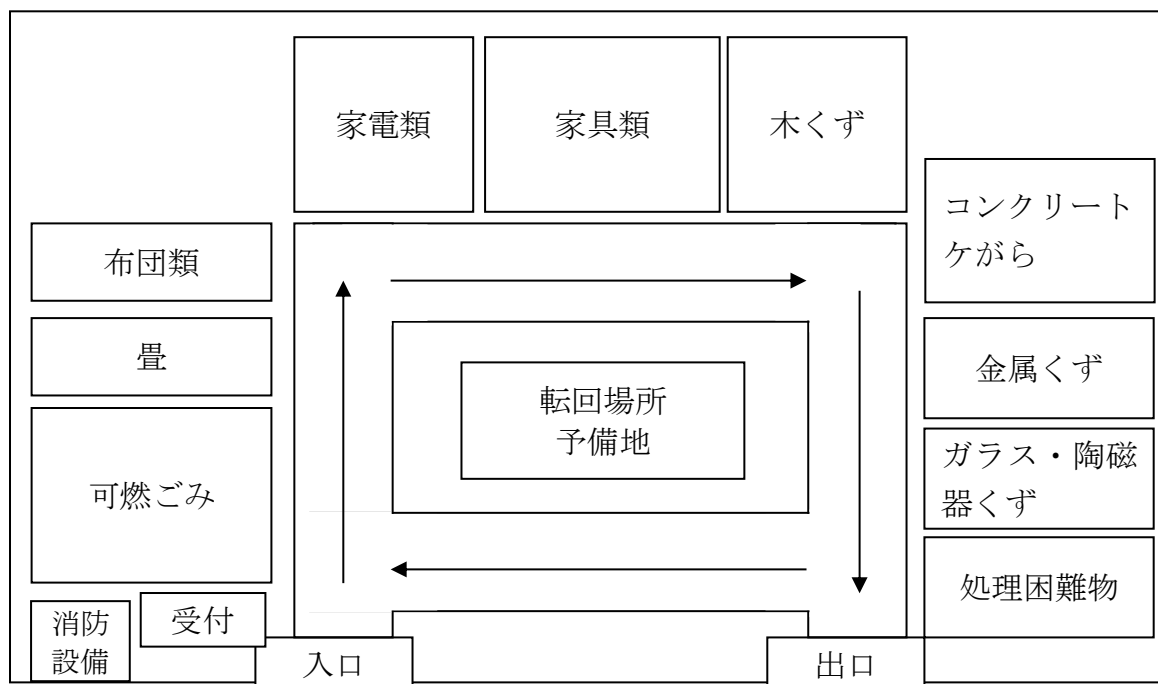 家電類
家具類
木くず
コンクリート
ケがら
布団類
畳
金属くず
転回場所
予備地
ガラス・陶磁
器くず
可燃ごみ
処理困難物
消防
設備
受付
入口
出口